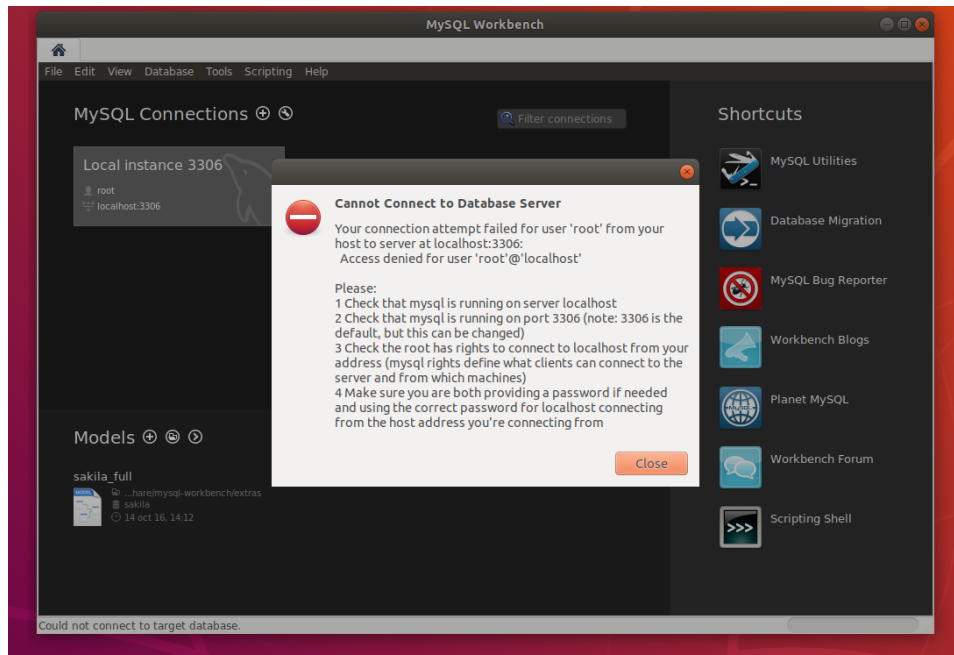 MySQL Workbench
File Edit View Database Tools Scripting Help
MySQL Connections
Filter connections
Local instance 3306
root
localhost:3306
Cannot Connect to Database Server
Your connection attempt failed for user 'root' from your
host to server at localhost:3306:
Access denied for user 'root'@'localhost'
Please:
1 Check that mysql is running on server localhost
2 Check that mysql is running on port 3306 (note: 3306 is the
default, but this can be changed)
3 Check the root has rights to connect to localhost from your
address (mysql rights define what clients can connect to the
server and from which machines)
4 Make sure you are both providing a password if needed
and using the correct password for localhost connecting
from the host address you're connecting from
Close
Models
sakila_full
MODEL
...hare/mysql-workbench/extras
sakila
14 oct 16, 14:12
Shortcuts
MySQL Utilities
Database Migration
MySQL Bug Reporter
Workbench Blogs
Planet MySQL
Workbench Forum
>>>
Scripting Shell
Could not connect to target database.